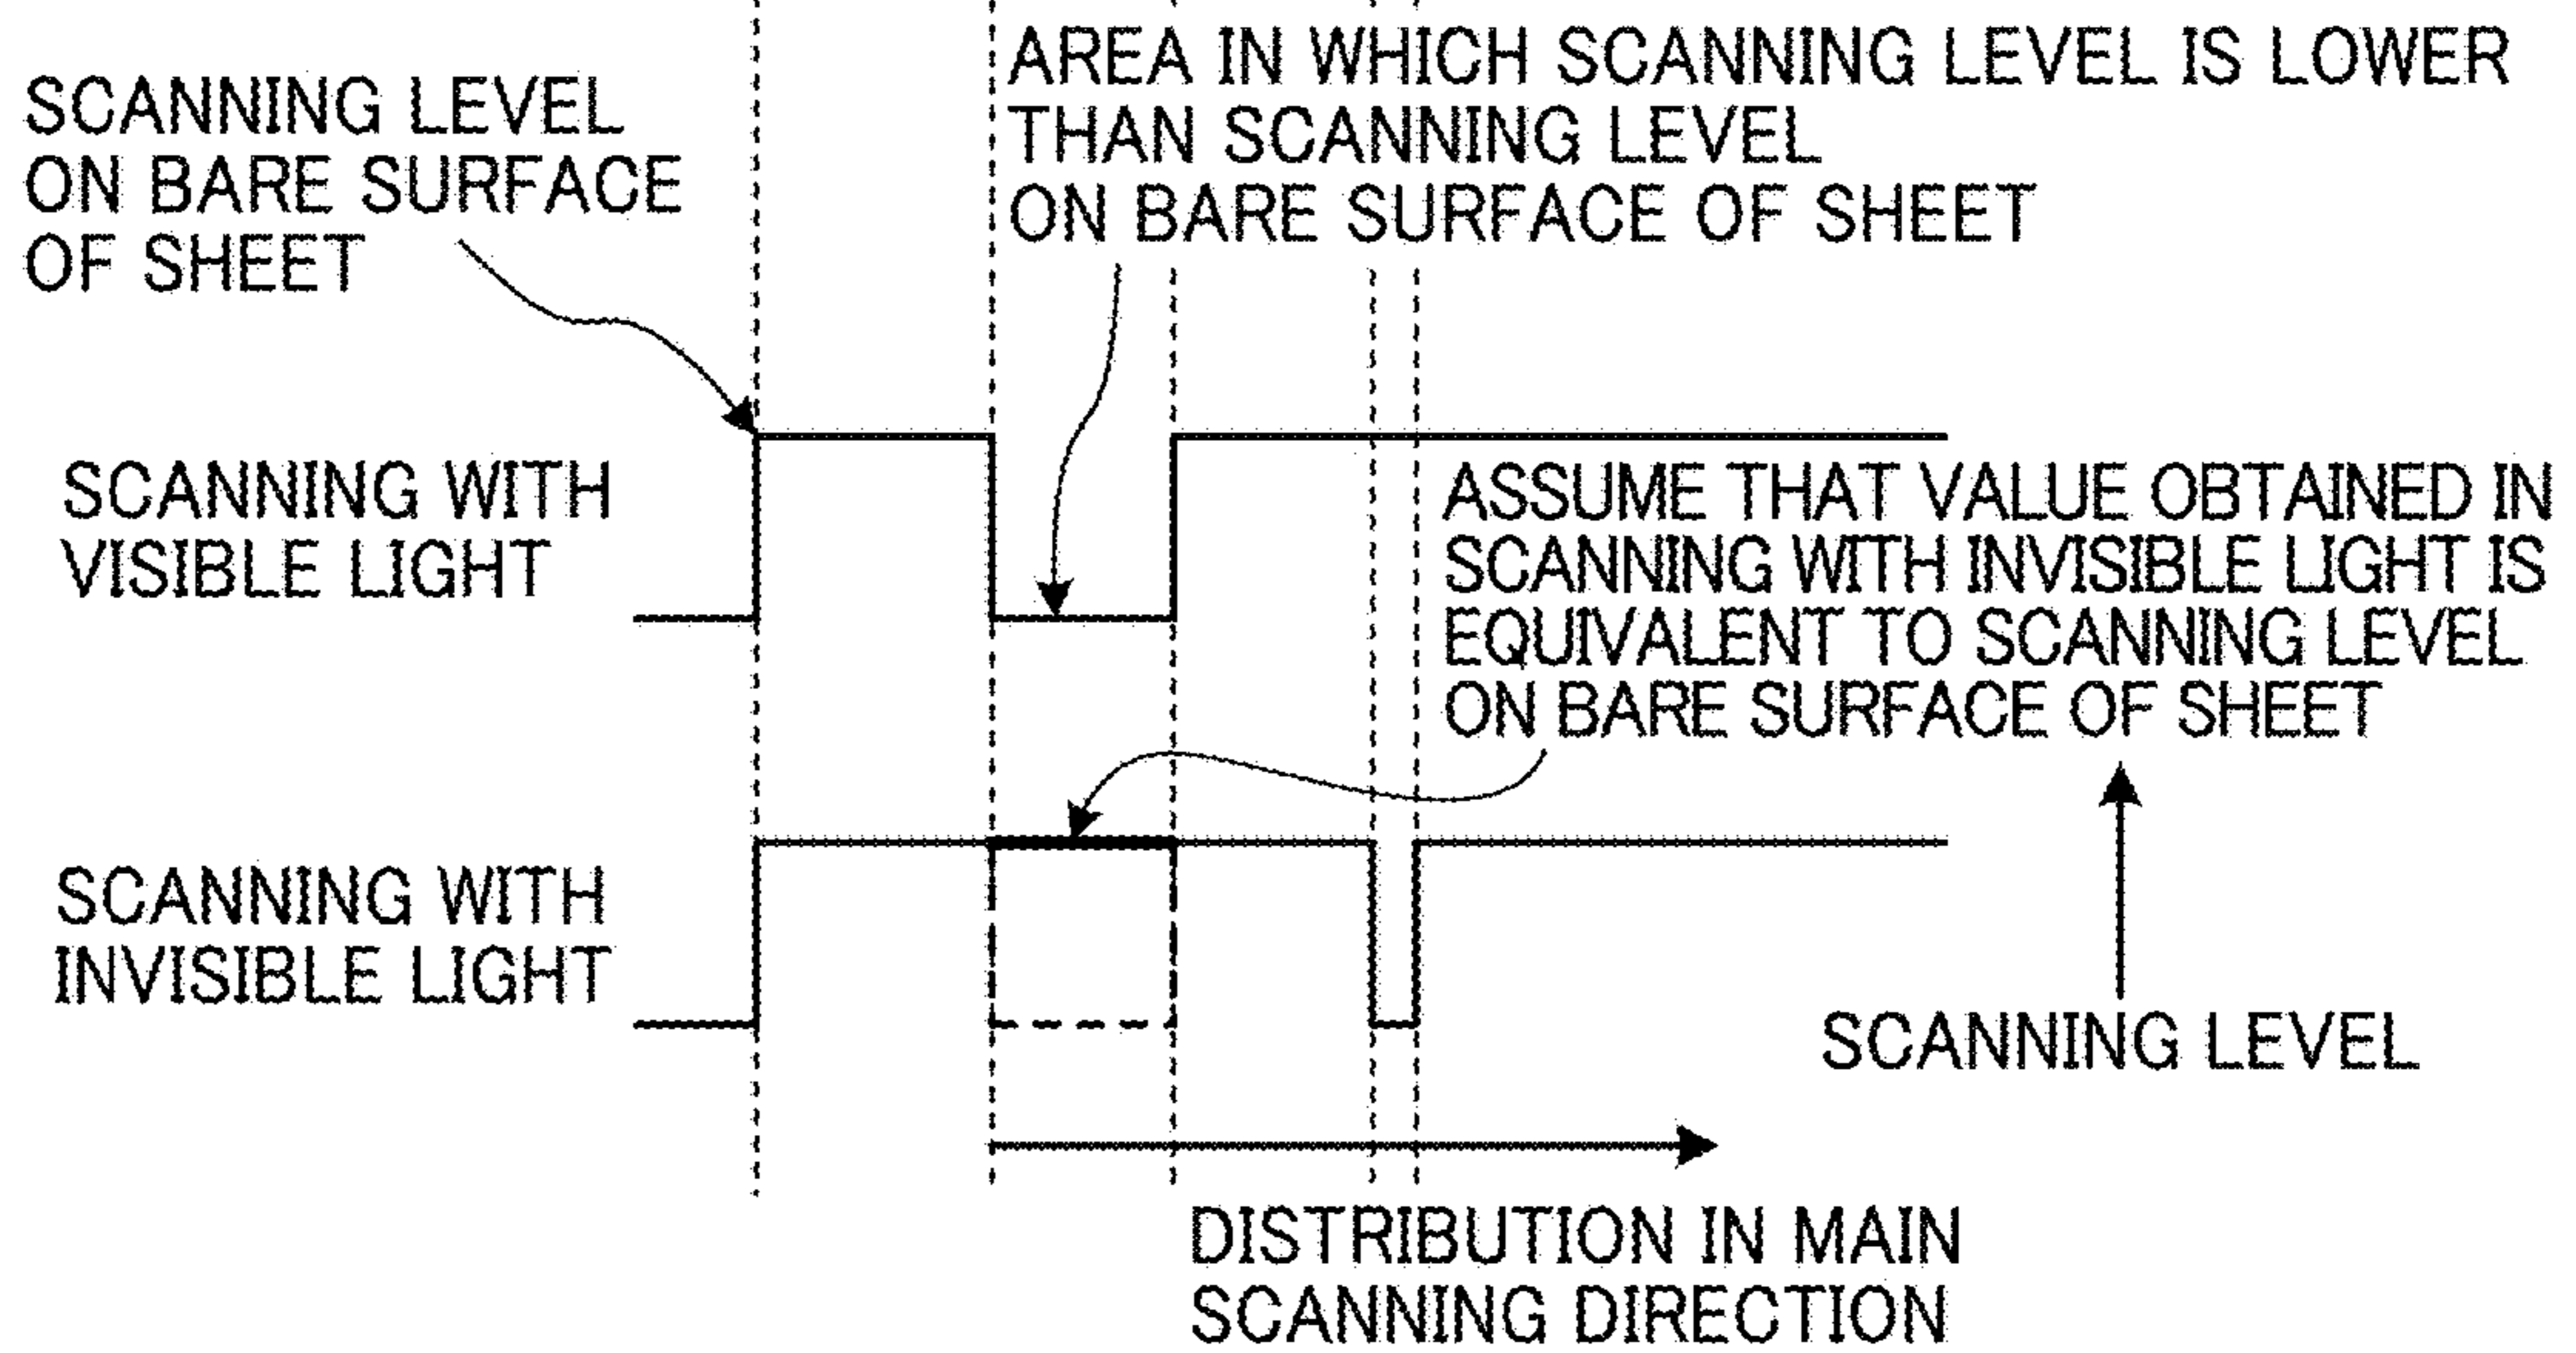 SCANNING LEVEL
ON BARE SURFACE
OF SHEET
AREA IN WHICH SCANNING LEVEL IS LOWER
THAN SCANNING LEVEL
ON BARE SURFACE OF SHEET
SCANNING WITH
VISIBLE LIGHT
ASSUME THAT VALUE OBTAINED IN
SCANNING WITH INVISIBLE LIGHT IS
EQUIVALENT TO SCANNING LEVEL
ON BARE SURFACE OF SHEET
SCANNING WITH
INVISIBLE LIGHT
SCANNING LEVEL
DISTRIBUTION IN MAIN
SCANNING DIRECTION